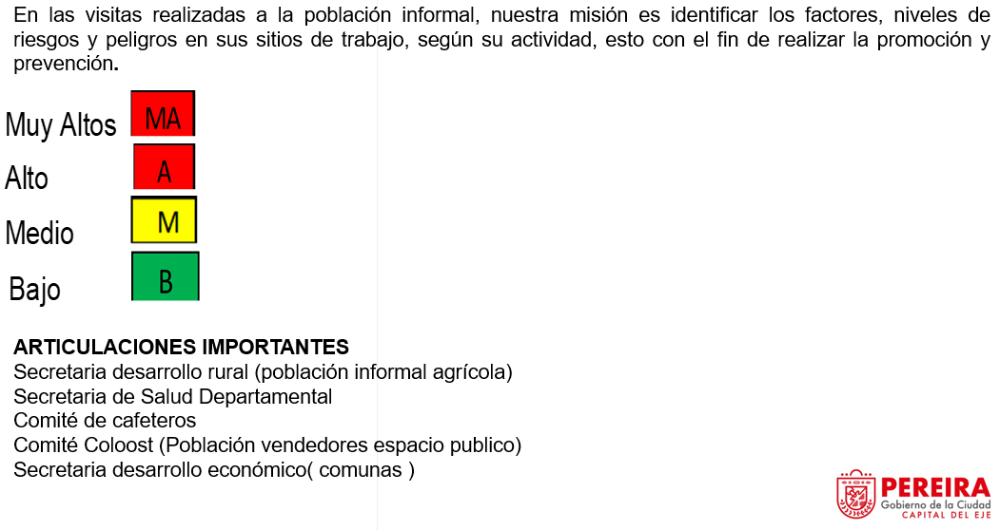 En las visitas realizadas a la población informal, nuestra misión es identificar los factores, niveles de
riesgos y peligros en sus sitios de trabajo, según su actividad, esto con el fin de realizar la promoción y
prevención.
Muy Altos MA
Alto A
Medio M
Bajo B
ARTICULACIONES IMPORTANTES
Secretaria desarrollo rural (población informal agrícola)
Secretaria de Salud Departamental
Comité de cafeteros
Comité Coloost (Población vendedores espacio publico)
Secretaria desarrollo económico( comunas )
PEREIRA
Gobierno de la Ciudad
CAPITAL DEL EJE